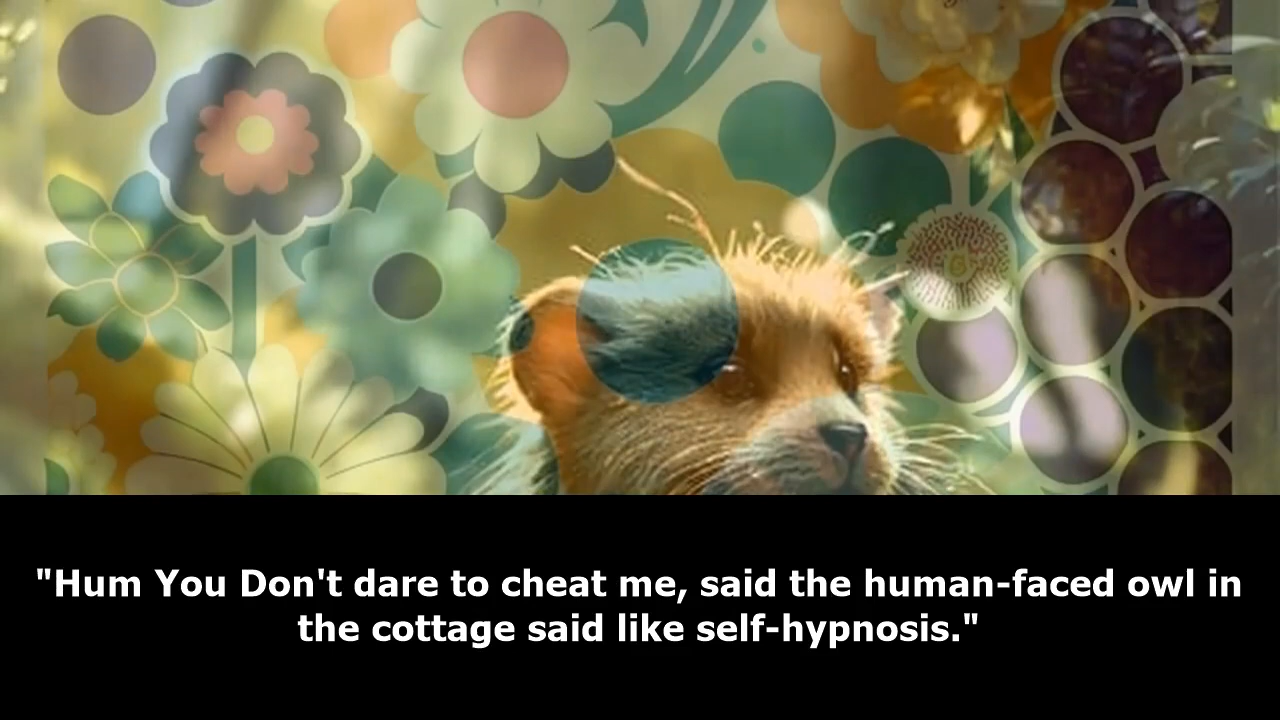 "Hum You Don't dare to cheat me, said the human-faced owl in
the cottage said like self-hypnosis."